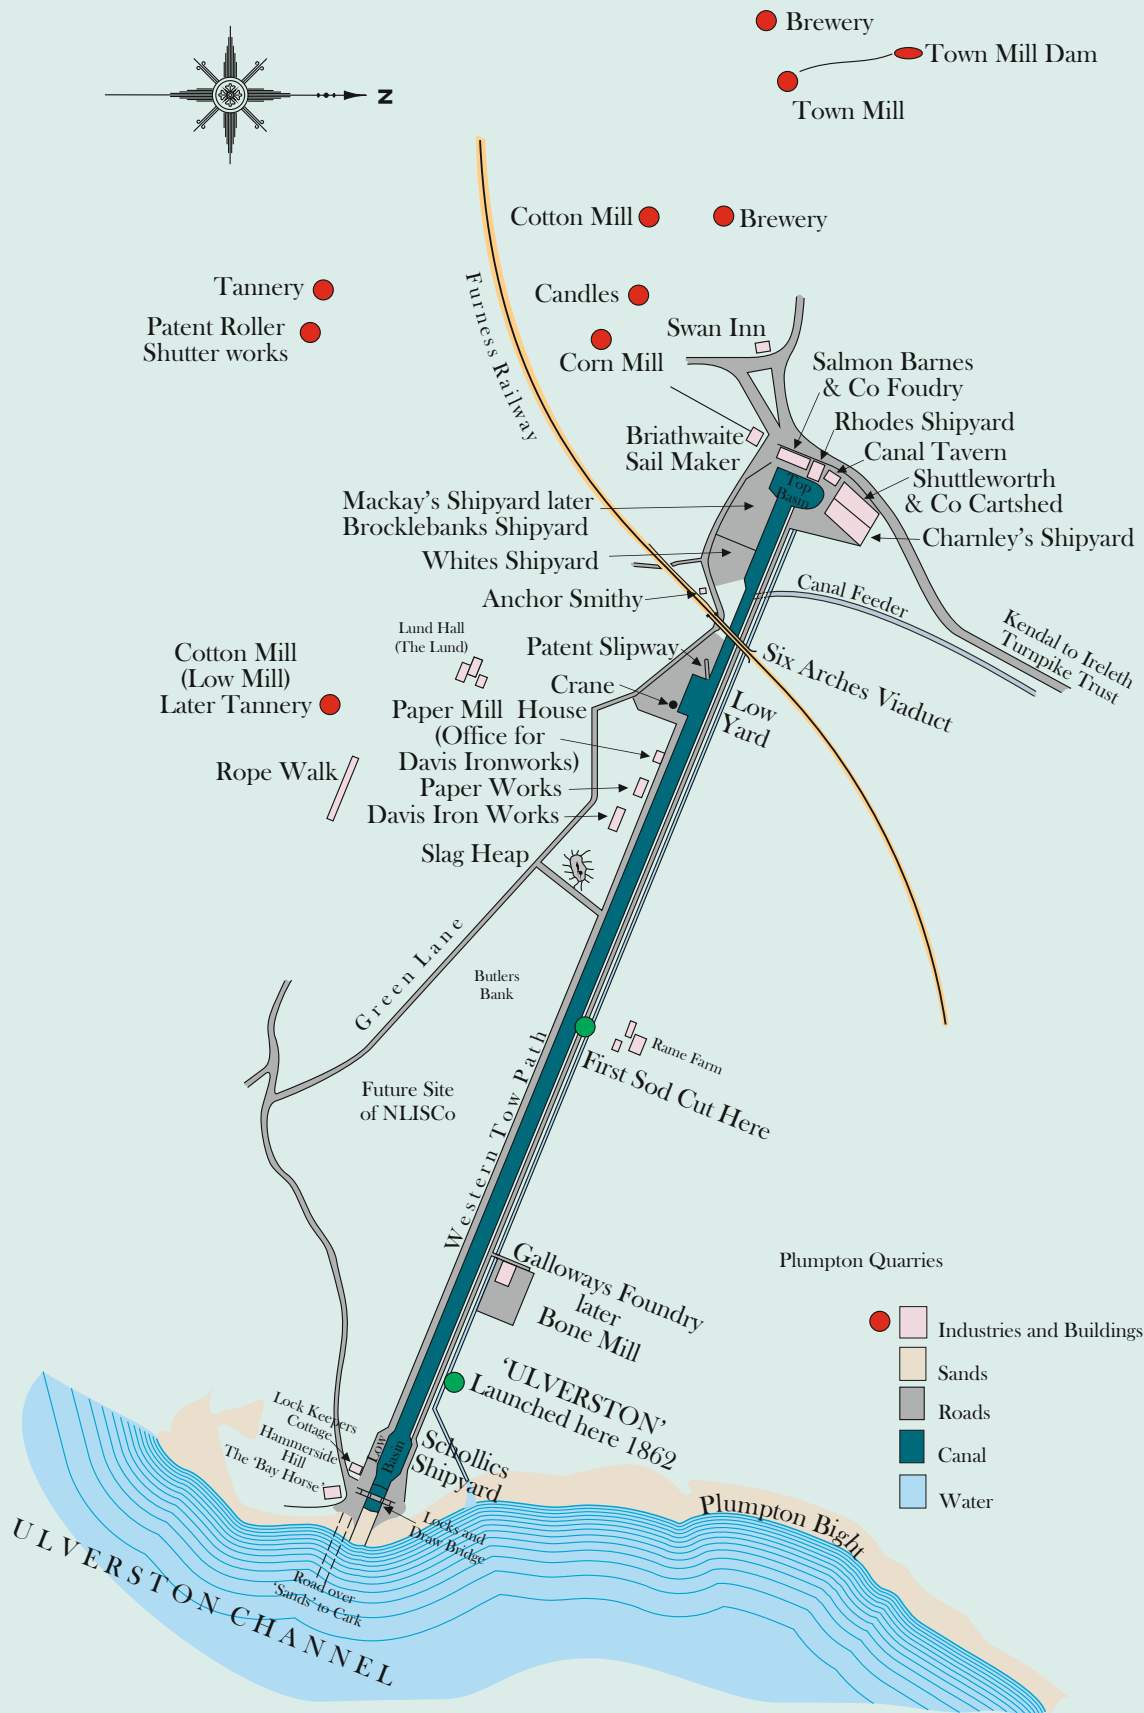 Brewery
Town Mill Dam
Town Mill
N
Cotton Mill
Brewery
Tannery
Candles
Patent Roller
Shutter works
Furness Railway
Swan Inn
Corn Mill
Salmon Barnes
& Co Foudry
Rhodes Shipyard
Briathwaite
Sail Maker
Canal Tavern
Shuttlewortrh
& Co Cartshed
Top
Basin
Mackay's Shipyard later
Brocklebanks Shipyard
Charnley's Shipyard
Whites Shipyard
Anchor Smithy
Canal Feeder
Kendal to Ireleth
Turnpike Trust
Lund Hall
(The Lund)
Patent Slipway
Six Arches Viaduct
Cotton Mill
(Low Mill)
Later Tannery
Crane
Low
Yard
Paper Mill House
(Office for
Davis Ironworks)
Rope Walk
Paper Works
Davis Iron Works
Slag Heap
Green Lane
Butlers
Bank
Western Tow Path
Rame Farm
First Sod Cut Here
Future Site
of NLISCo
Galloways Foundry
later
Bone Mill
Plumpton Quarries
Industries and Buildings
Sands
Roads
Canal
Water
'ULVERSTON'
Launched here 1862
Lock Keepers
Cottage
Hammerside
Hill
The 'Bay Horse'
Low
Basin
Schollics
Shipyard
Plumpton Bight
Locks and
Draw Bridge
Road over
'Sands' to Cark
ULVERSTON CHANNEL